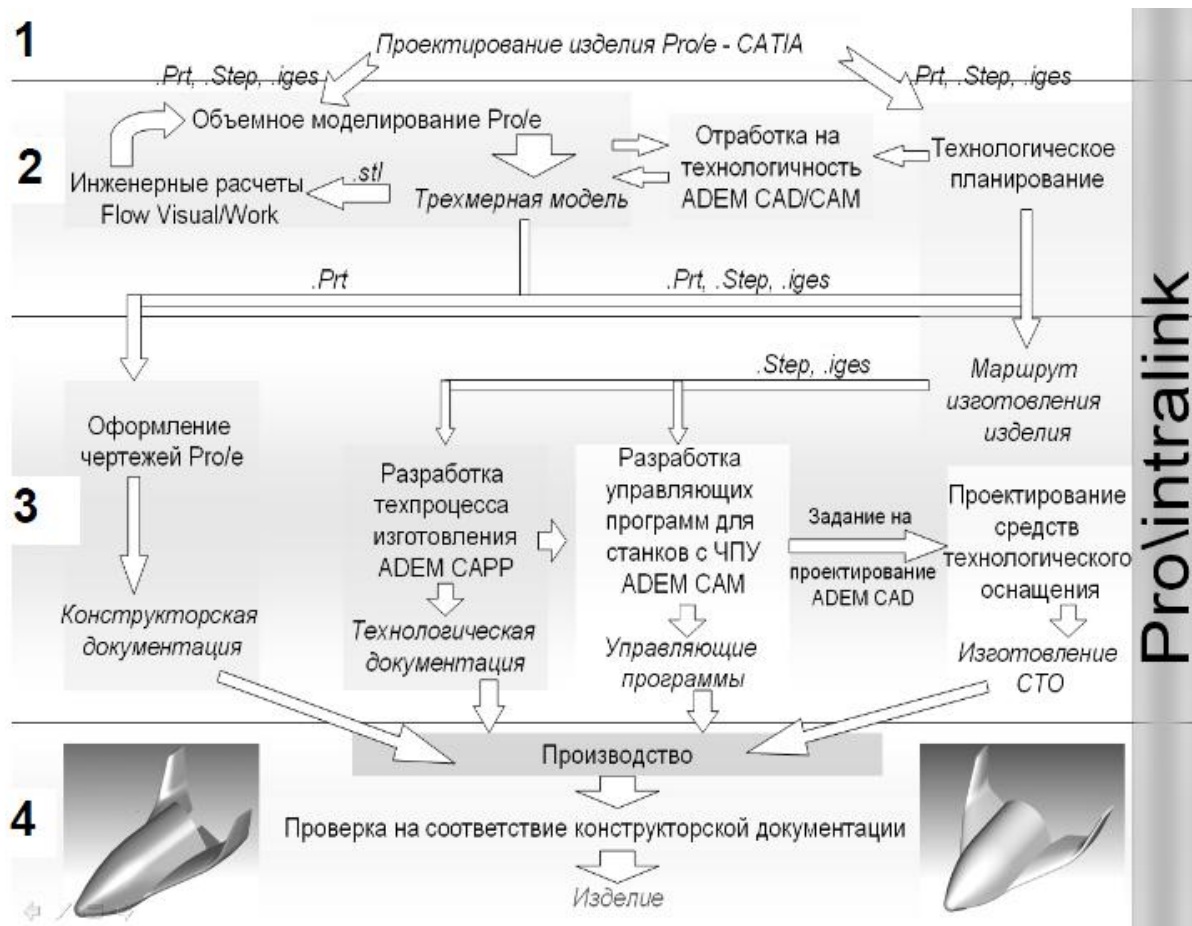 1
Проектирование изделия Pro/e - CATIA
.Prt, .Step, .iges
.Prt, .Step, .iges
2
Объемное моделирование Pro/e
Инженерные расчеты
Flow Visual/Work
.stl
Трехмерная модель
Отработка на
технологичность
ADEM CAD/CAM
Технологическое
планирование
.Prt
.Prt, .Step, .iges
3
.Step, .iges
Маршрут
изготовления
изделия
Оформление
чертежей Pro/e
Конструкторская
документация
Разработка
техпроцесса
изготовления
ADEM CAPP
Технологическая
документация
Разработка
управляющих
программ для
станков с ЧПУ
ADEM CAM
Управляющие
программы
Задание на
проектирование
ADEM CAD
Проектирование
средств
технологического
оснащения
Изготовление
СТО
4
Производство
Проверка на соответствие конструкторской документации
Изделие
Pro\intralink